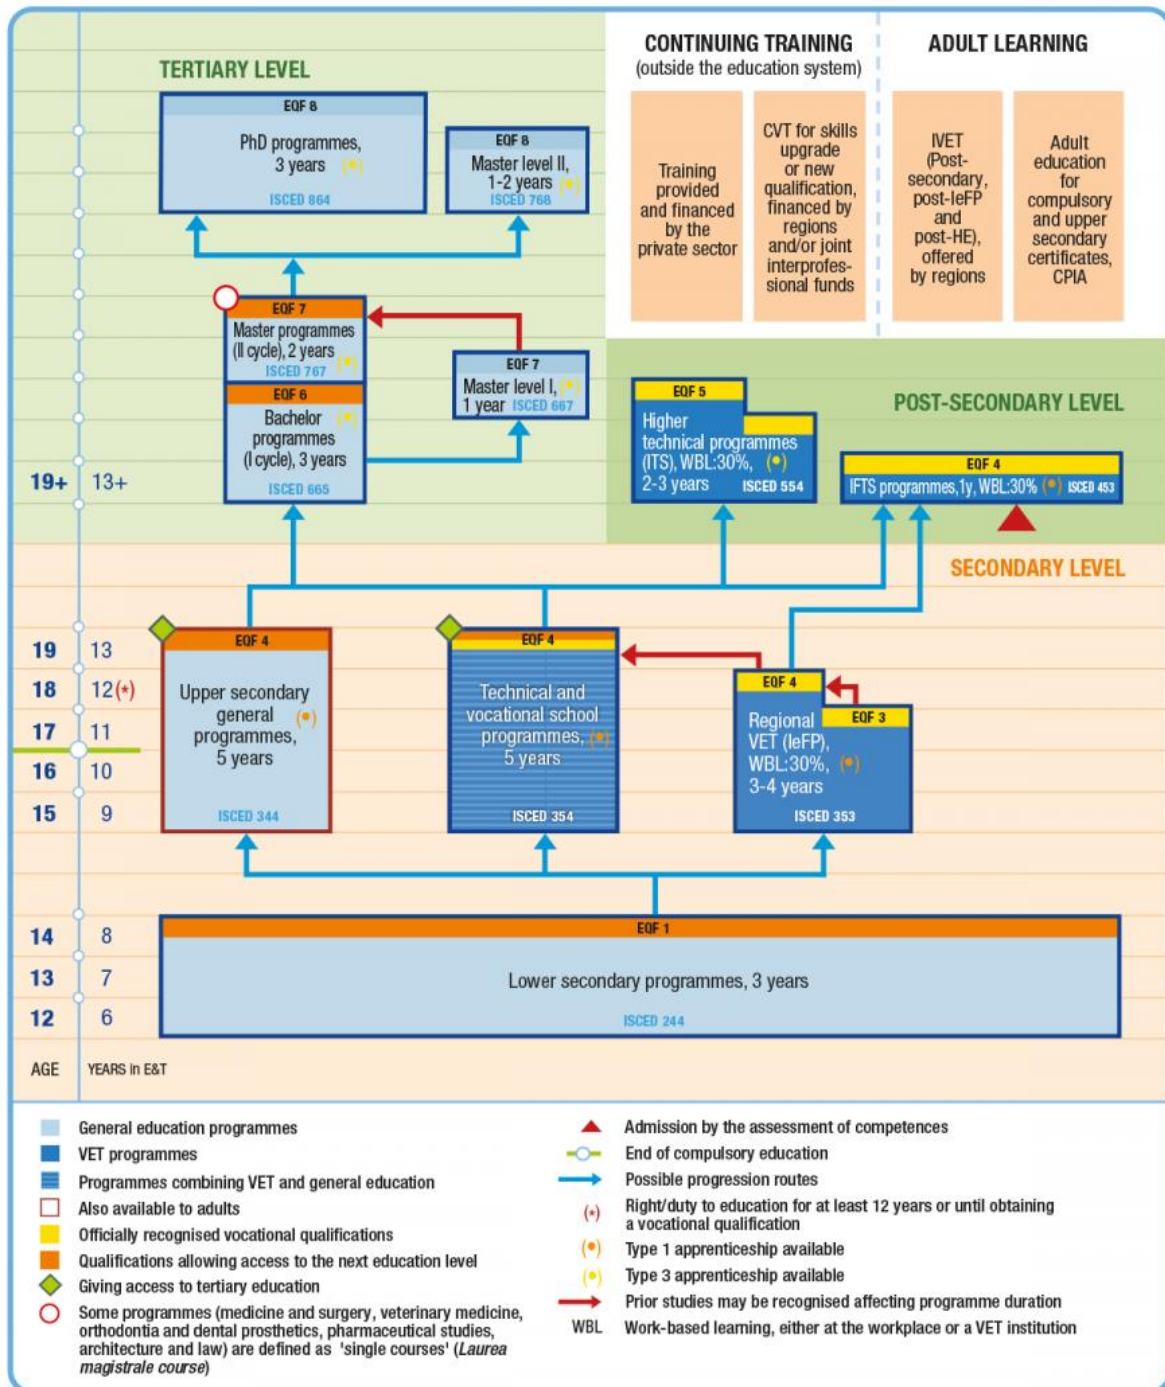 CONTINUING TRAINING
(outside the education system)
ADULT LEARNING
TERTIARY LEVEL
EQF 8
PhD programmes,
3 years (•)
ISCED 864
EQF 8
Master level II,
1-2 years (•)
ISCED 768
Training
provided
and financed
by the
private sector
CVT for skills
upgrade
or new
qualification,
financed by
regions
and/or joint
interprofes-
sional funds
IVET
(Post-
secondary,
post-IeFP
and
post-HE),
offered
by regions
Adult
education
for
compulsory
and upper
secondary
certificates,
CPIA
EQF 7
Master programmes
(II cycle), 2 years (•)
ISCED 767
EQF 6
Bachelor (•)
programmes
(I cycle), 3 years
ISCED 665
EQF 7
Master level I, (•)
1 year ISCED 667
POST-SECONDARY LEVEL
EQF 5
Higher
technical programmes
(ITS), WBL:30%, (•)
2-3 years ISCED 554
EQF 4
IFTS programmes,1y, WBL:30% (•) ISCED 453
19+ 13+
SECONDARY LEVEL
19 13
18 12(*)
17 11
16 10
15 9
EQF 4
Upper secondary
general (•)
programmes,
5 years
ISCED 344
EQF 4
Technical and
vocational school
programmes, (•)
5 years
ISCED 354
EQF 4
EQF 3
Regional
VET (IeFP),
WBL:30%, (•)
3-4 years
ISCED 353
14 8
13 7
12 6
EQF 1
Lower secondary programmes, 3 years
ISCED 244
AGE YEARS in E&T
General education programmes
VET programmes
Programmes combining VET and general education
Also available to adults
Officially recognised vocational qualifications
Qualifications allowing access to the next education level
Giving access to tertiary education
Some programmes (medicine and surgery, veterinary medicine,
orthodontia and dental prosthetics, pharmaceutical studies,
architecture and law) are defined as 'single courses' (Laurea
magistrale course)
Admission by the assessment of competences
End of compulsory education
Possible progression routes
(*) Right/duty to education for at least 12 years or until obtaining
a vocational qualification
(•) Type 1 apprenticeship available
(•) Type 3 apprenticeship available
Prior studies may be recognised affecting programme duration
WBL Work-based learning, either at the workplace or a VET institution